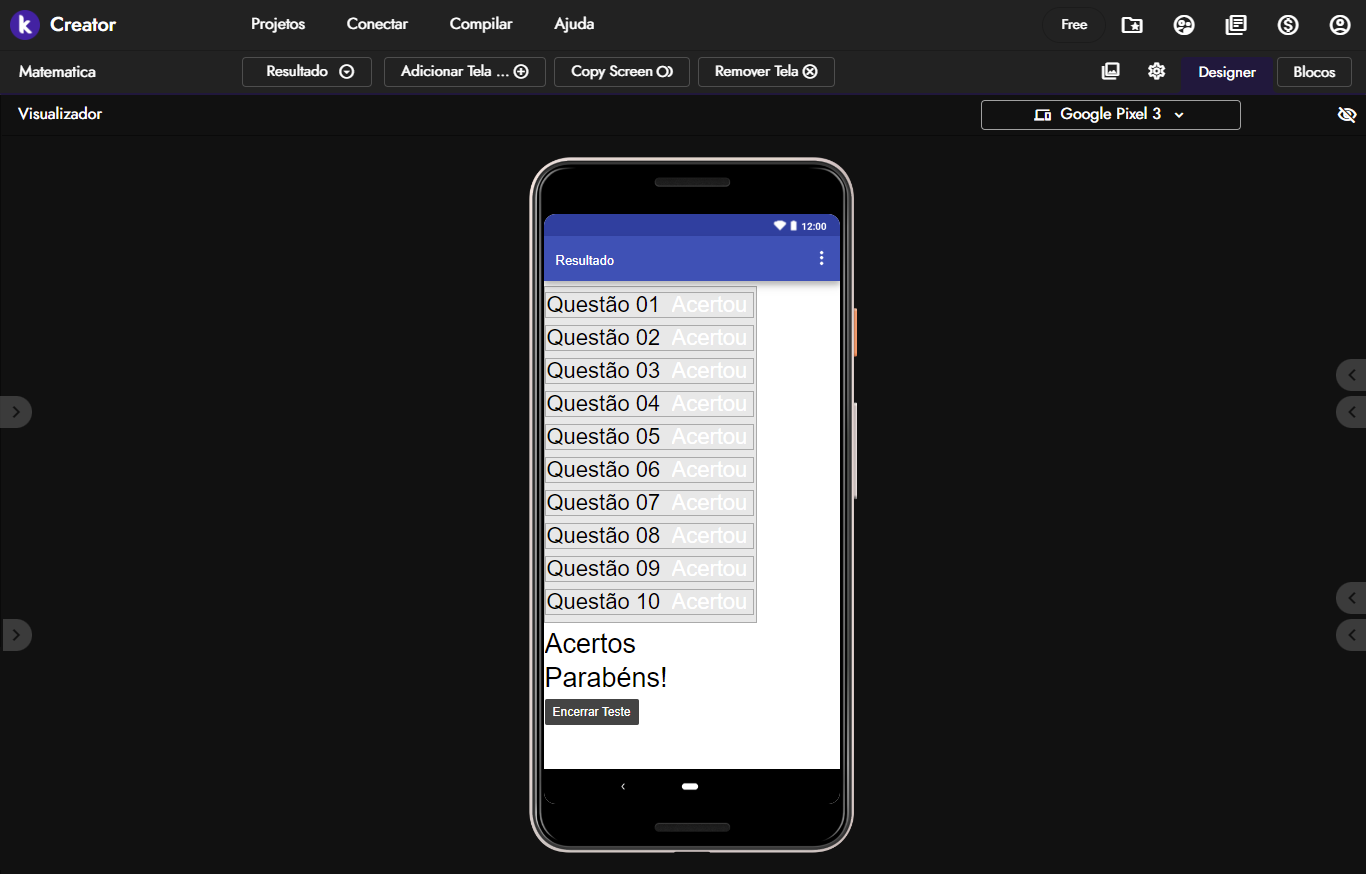 Creator Projetos Conectar Compilar Ajuda Free
Matematica Resultado Adicionar Tela ... Copy Screen Remover Tela Designer Blocos
Visualizador Google Pixel 3
12:00
Resultado
Questão 01 Acertou
Questão 02 Acertou
Questão 03 Acertou
Questão 04 Acertou
Questão 05 Acertou
Questão 06 Acertou
Questão 07 Acertou
Questão 08 Acertou
Questão 09 Acertou
Questão 10 Acertou
Acertos
Parabéns!
Encerrar Teste